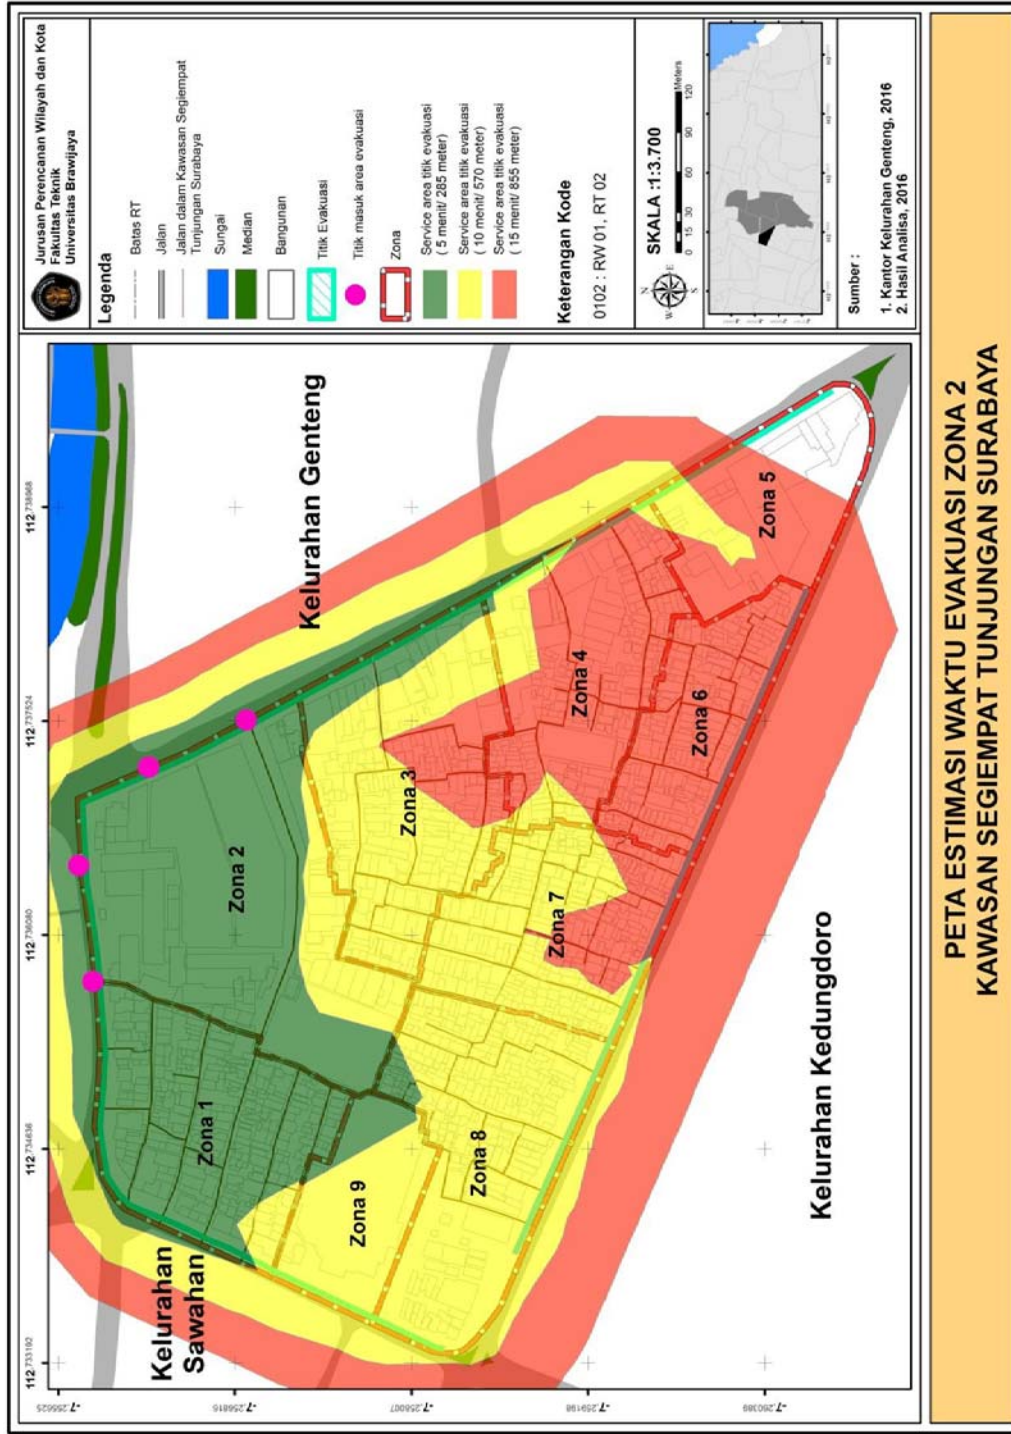 Jurusan Perencanan Wilayah dan Kota
Fakultas Teknik
Universitas Brawijaya
Legenda
Batas RT
Jalan
Jalan dalam Kawasan Segiempat
Tunjungan Surabaya
Sungai
Median
Bangunan
Titik Evakuasi
Titik masuk area evakuasi
Zona
Service area titik evakuasi
( 5 menit/ 285 meter)
Service area titik evakuasi
( 10 menit/ 570 meter)
Service area titik evakuasi
( 15 menit/ 855 meter)
Keterangan Kode
0102 : RW 01, RT 02
SKALA :1:3.700
N
W E
S
0 15 30 60 90 120
Meters
Sumber :
1. Kantor Kelurahan Genteng, 2016
2. Hasil Analisa, 2016
112.733192
112.734636
112.736080
112.737524
112.738968
-7.255625
-7.256816
-7.258007
-7.259198
-7.260389
Kelurahan
Sawahan
Kelurahan Genteng
Kelurahan Kedungdoro
Zona 1
Zona 2
Zona 3
Zona 4
Zona 5
Zona 6
Zona 7
Zona 8
Zona 9
PETA ESTIMASI WAKTU EVAKUASI ZONA 2
KAWASAN SEGIEMPAT TUNJUNGAN SURABAYA